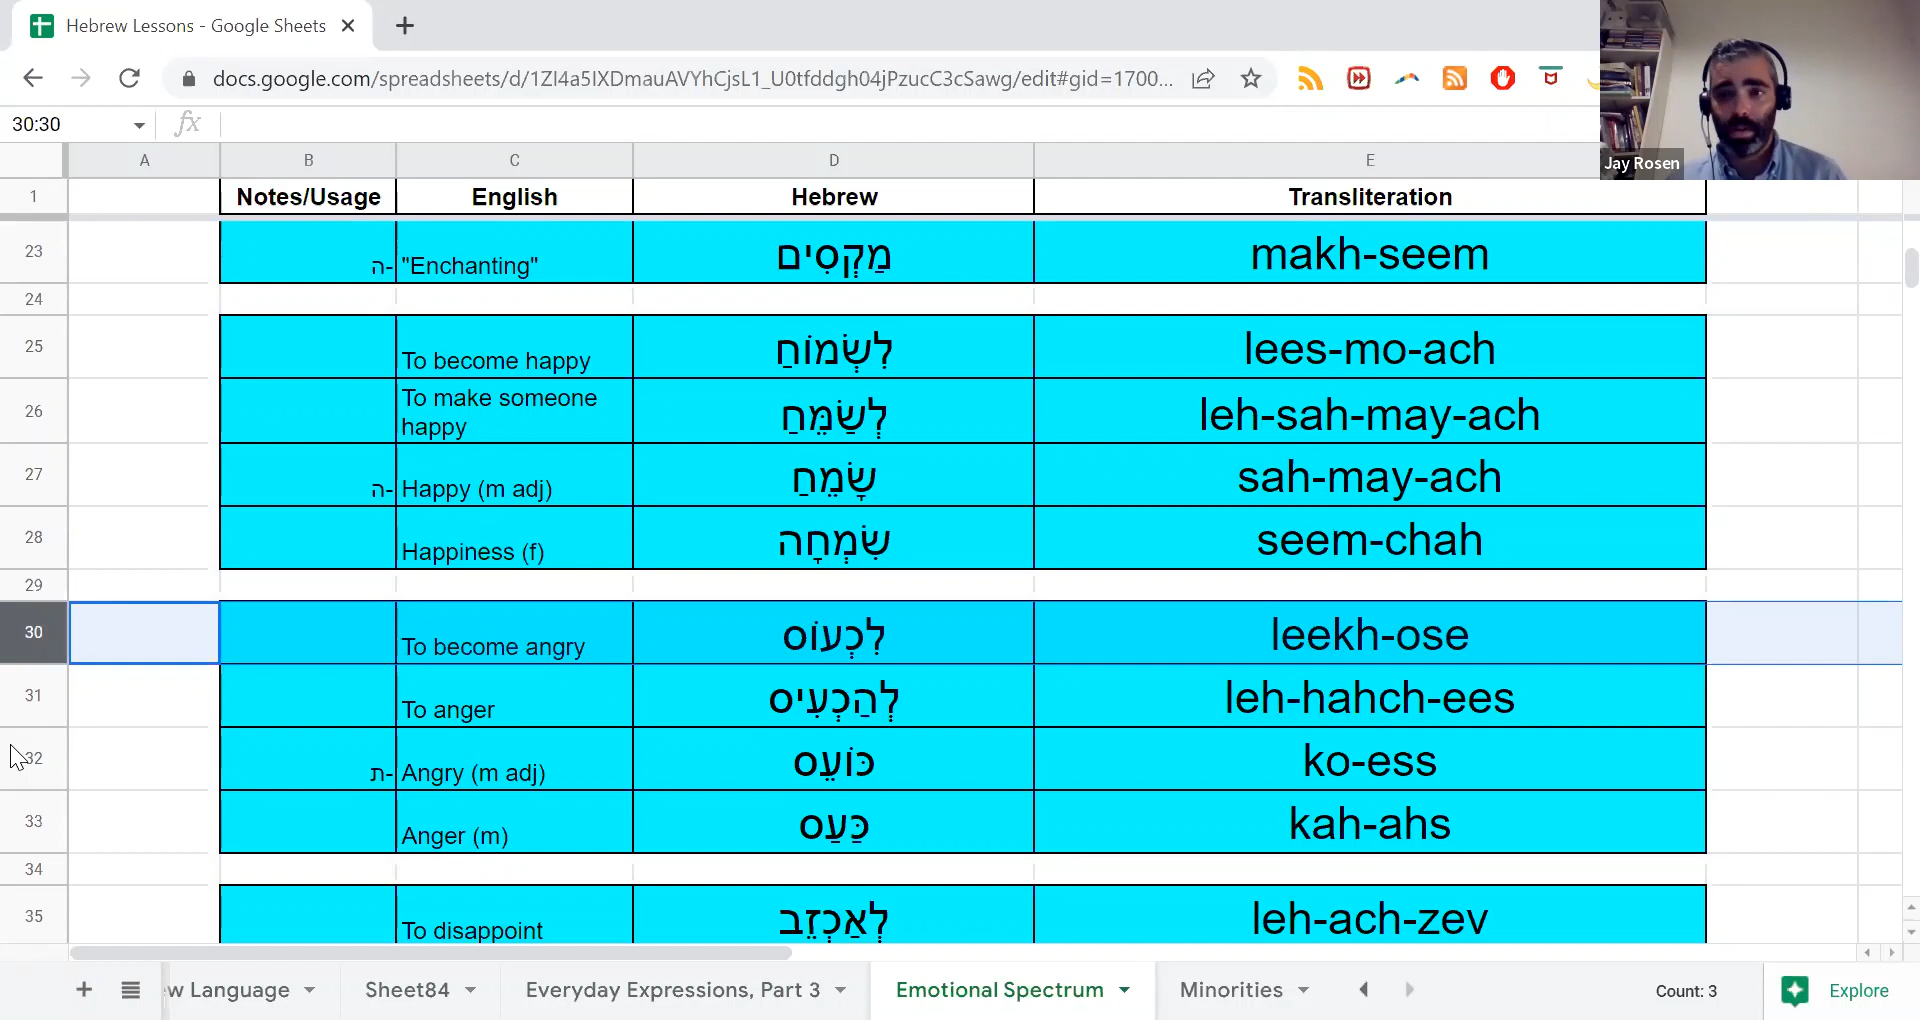 Hebrew Lessons - Google Sheets
docs.google.com/spreadsheets/d/1Zl4a5IXDmauAVYhCjsL1_U0tfddgh04jPzucC3cSawg/edit#gid=1700...
30:30 fx
Jay Rosen
A B C D E
1 Notes/Usage English Hebrew Transliteration
23 ה- "Enchanting" מַקְסִים makh-seem
24
25 To become happy לִשְׂמוֹחַ lees-mo-ach
26 To make someone happy לְשַׂמֵּחַ leh-sah-may-ach
27 ה- Happy (m adj) שָׂמֵחַ sah-may-ach
28 Happiness (f) שִׂמְחָה seem-chah
29
30 To become angry לִכְעוֹס leekh-ose
31 To anger לְהַכְעִיס leh-hahch-ees
32 ת- Angry (m adj) כּוֹעֵס ko-ess
33 Anger (m) כַּעַס kah-ahs
34
35 To disappoint לְאַכְזֵב leh-ach-zev
w Language Sheet84 Everyday Expressions, Part 3 Emotional Spectrum Minorities Count: 3 Explore